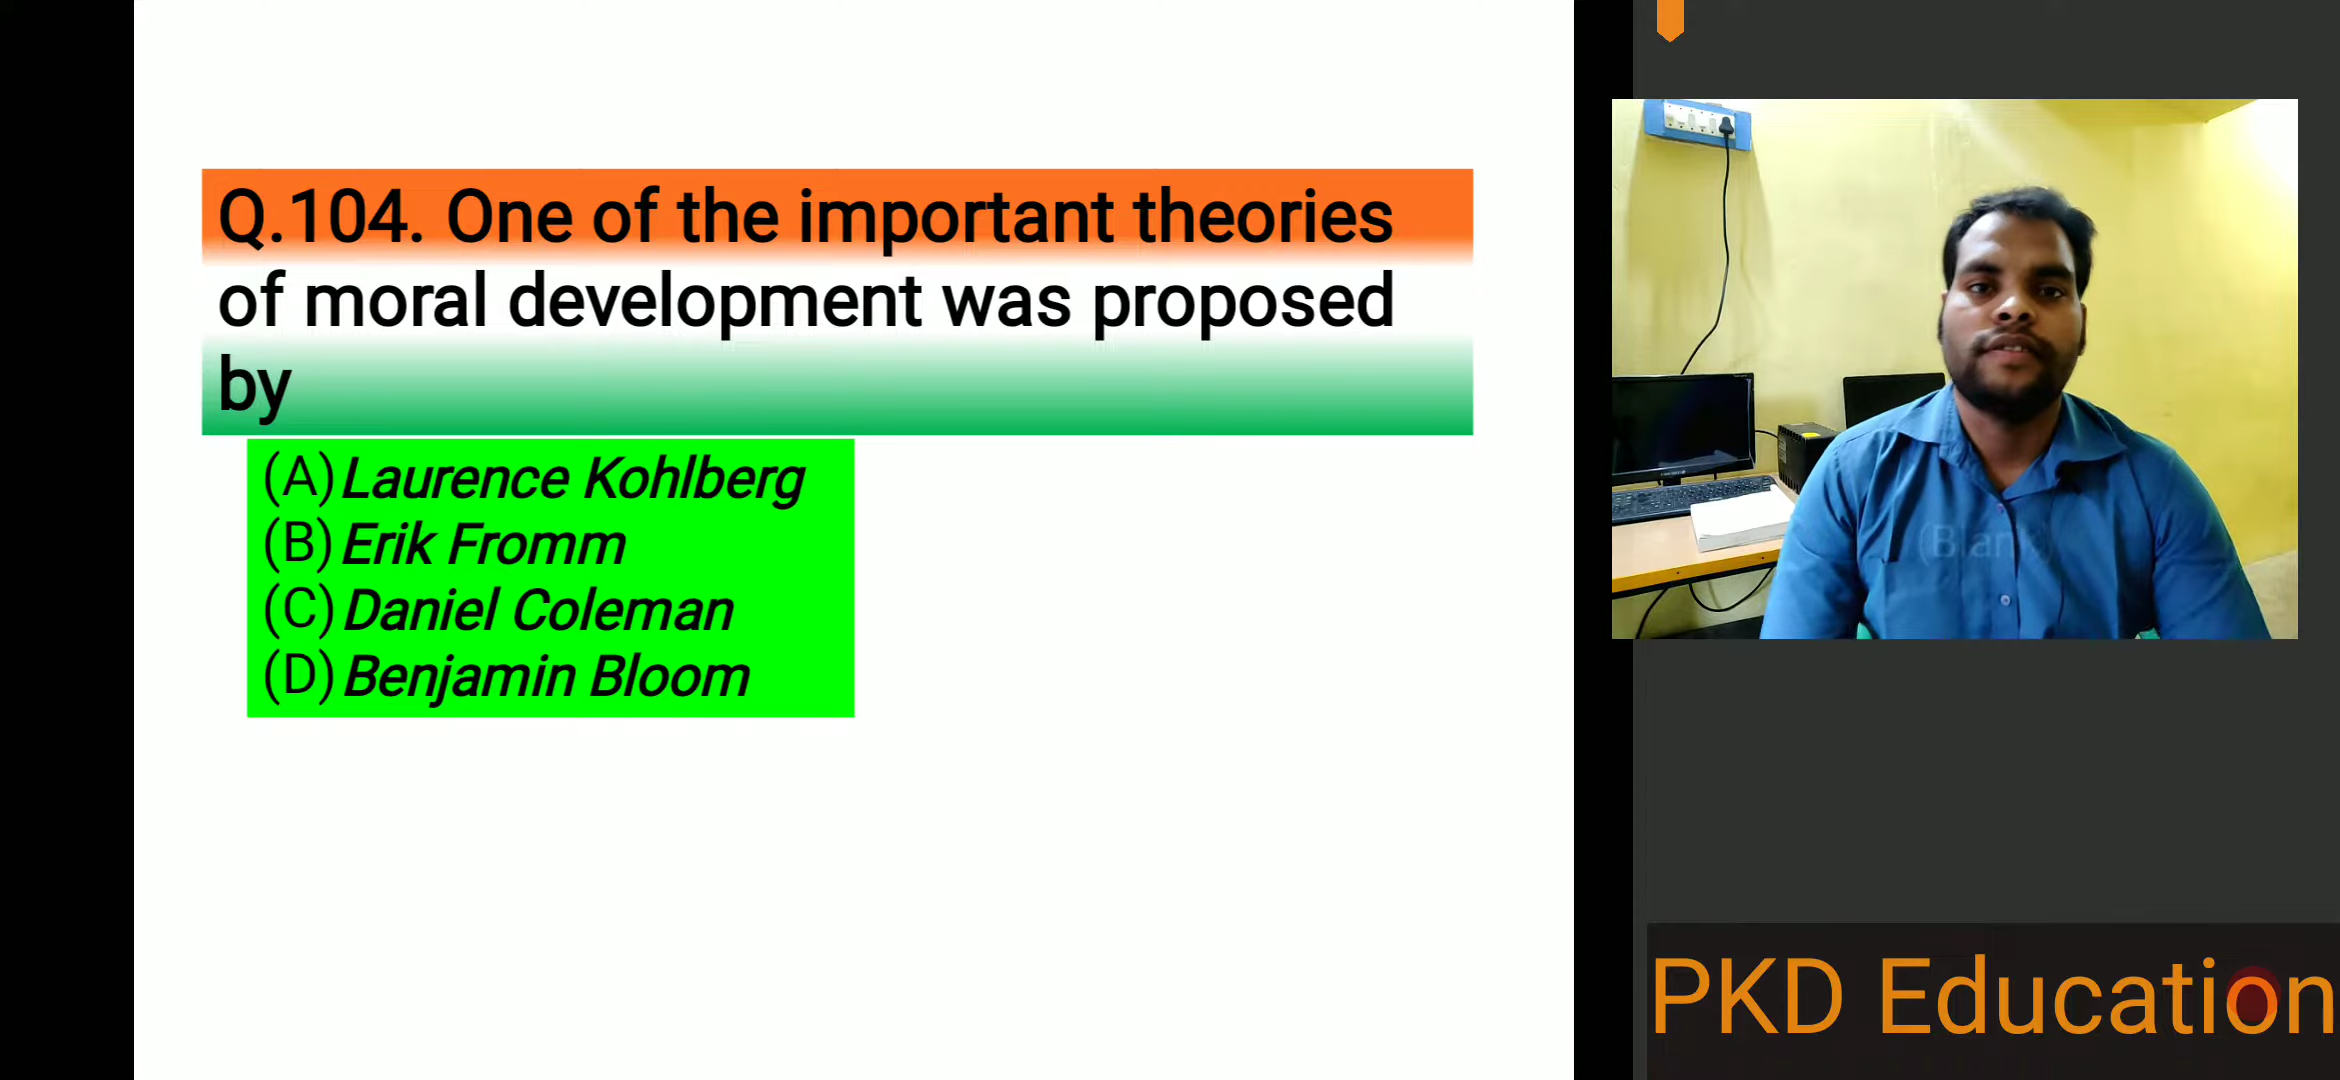 Q.104. One of the important theories
of moral development was proposed
by
(A) Laurence Kohlberg
(B) Erik Fromm
(C) Daniel Coleman
(D) Benjamin Bloom
(Blank)
PKD Education